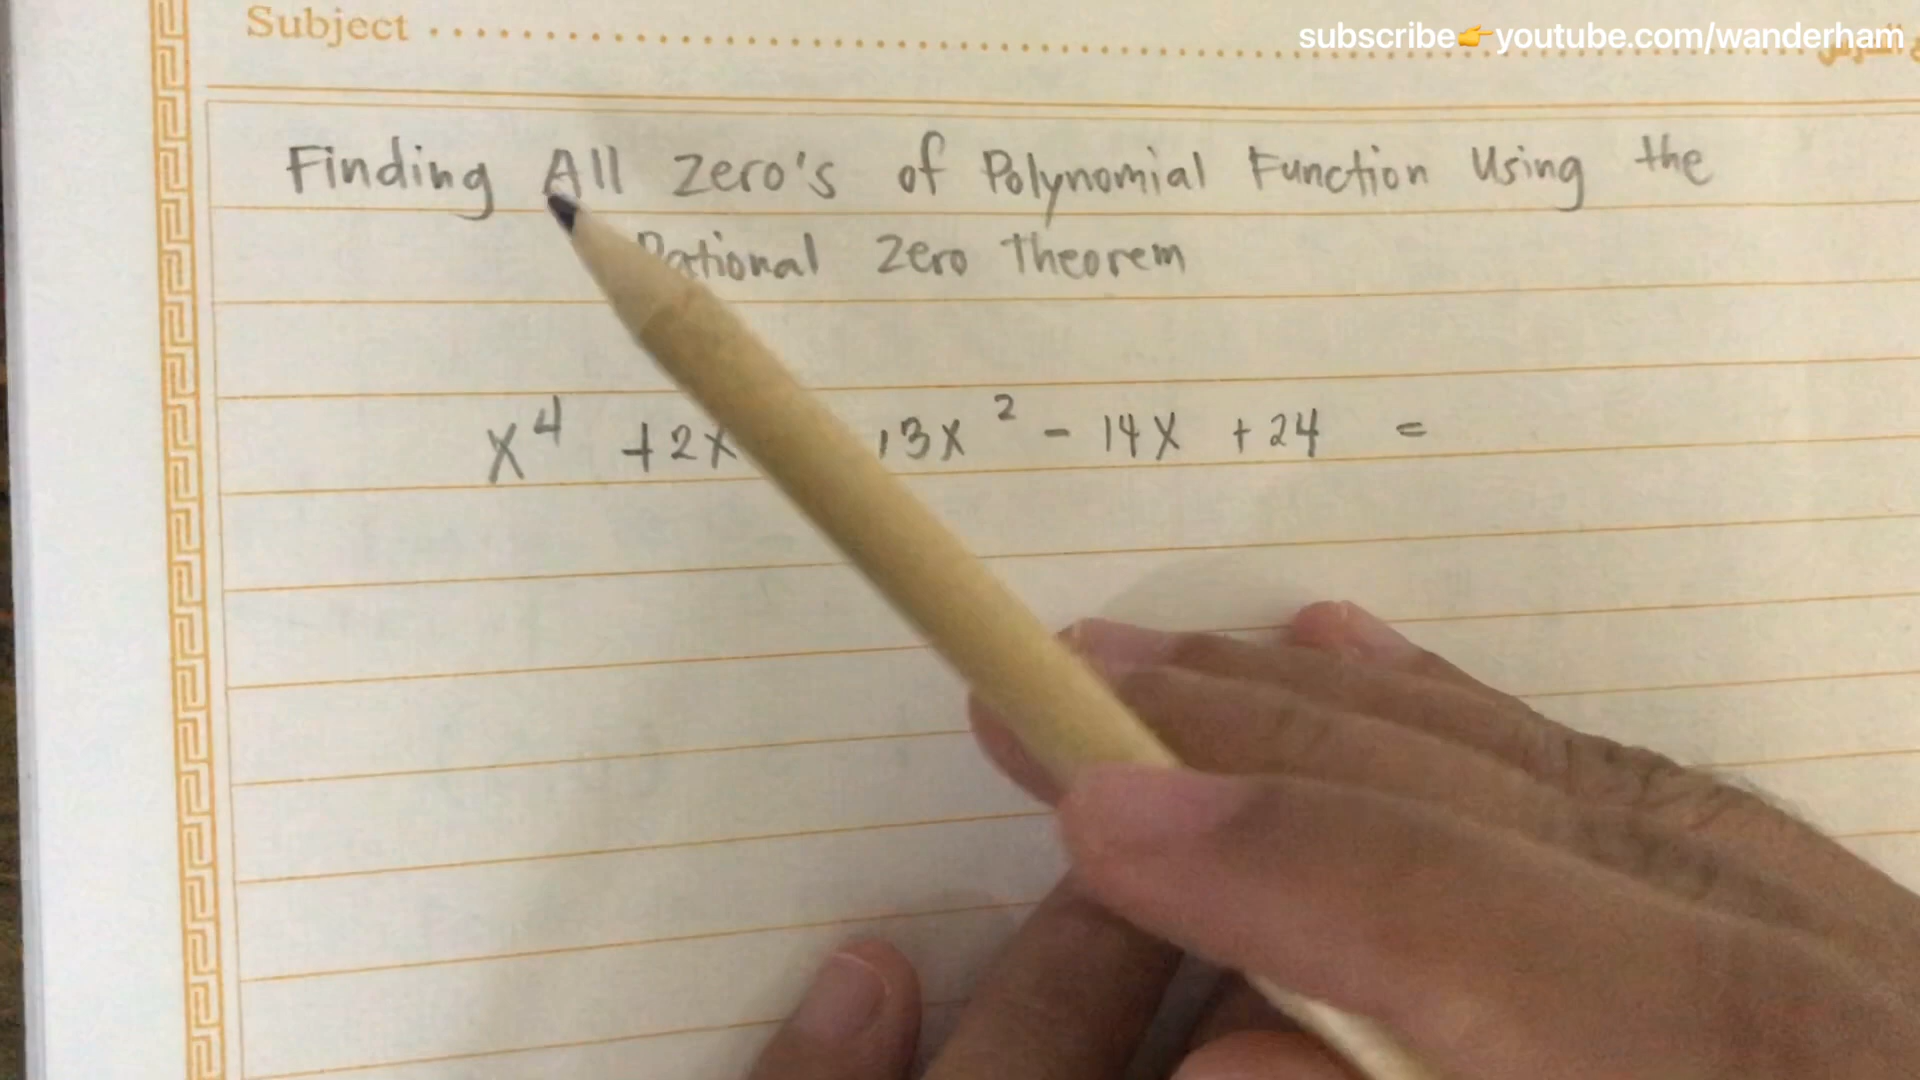 Subject
subscribe👉youtube.com/wanderham
Finding All Zero's of Polynomial Function Using the
Rational Zero Theorem
x⁴ +2x 13x² - 14x + 24 =